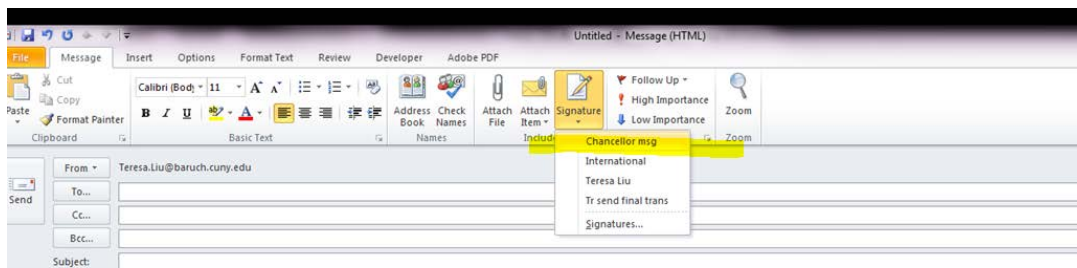 Untitled - Message (HTML)
File Message Insert Options Format Text Review Developer Adobe PDF
Paste
Cut
Copy
Format Painter
Clipboard
Calibri (Body 11
B I U
Basic Text
Address Book
Check Names
Names
Attach File
Attach Item
Signature
Follow Up
High Importance
Low Importance
Zoom
Zoom
Chancellor msg
International
Teresa Liu
Tr send final trans
Signatures...
Send
From Teresa.Liu@baruch.cuny.edu
To...
Cc...
Bcc...
Subject: